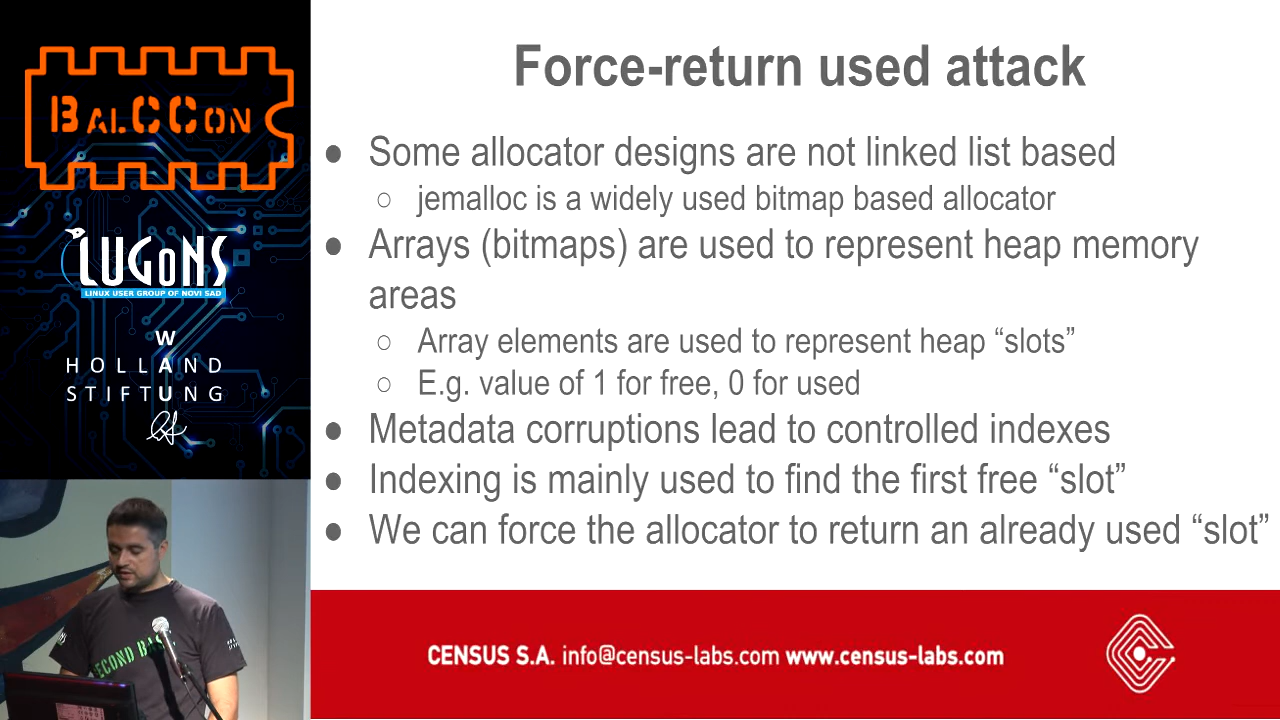 BALCCON
LUGONS
LINUX USER GROUP OF NOVI SAD
W
HOLLAND
U
STIFTUNG
Force-return used attack
● Some allocator designs are not linked list based
○ jemalloc is a widely used bitmap based allocator
● Arrays (bitmaps) are used to represent heap memory
areas
○ Array elements are used to represent heap “slots”
○ E.g. value of 1 for free, 0 for used
● Metadata corruptions lead to controlled indexes
● Indexing is mainly used to find the first free “slot”
● We can force the allocator to return an already used “slot”
SECOND BA
CENSUS S.A. info@census-labs.com www.census-labs.com